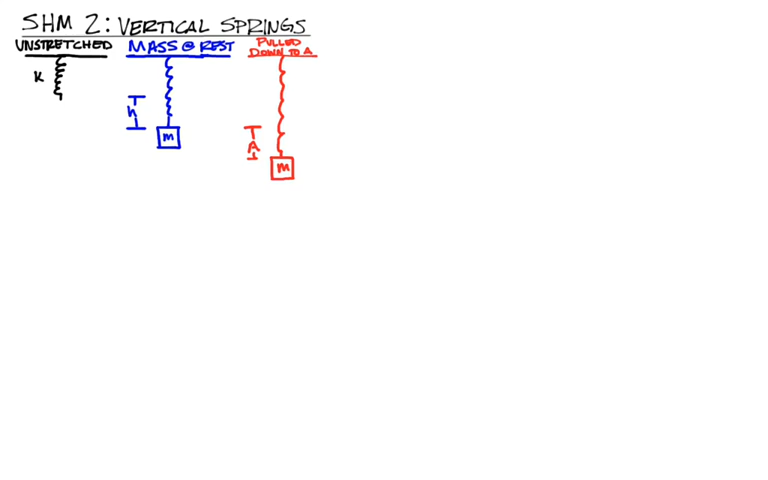 SHM 2: VERTICAL SPRINGS
UNSTRETCHED
K
MASS @ REST
h
m
PULLED
DOWN TO A
A
m